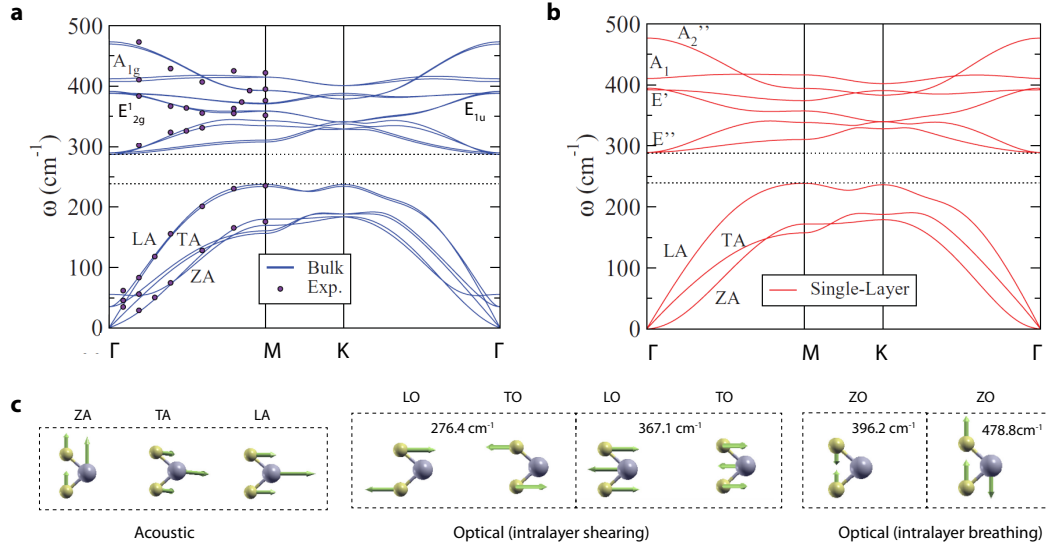 a
500
400
300
200
100
0
ω (cm⁻¹)
A₁g
E¹₂g
E₁u
LA
TA
ZA
Bulk
Exp.
Γ
M
K
Γ
b
500
400
300
200
100
0
ω (cm⁻¹)
A₂’’
A₁
E’
E’’
LA
TA
ZA
Single-Layer
Γ
M
K
Γ
c
ZA TA LA
Acoustic
LO TO LO TO
276.4 cm⁻¹ 367.1 cm⁻¹
Optical (intralayer shearing)
ZO ZO
396.2 cm⁻¹ 478.8cm⁻¹
Optical (intralayer breathing)